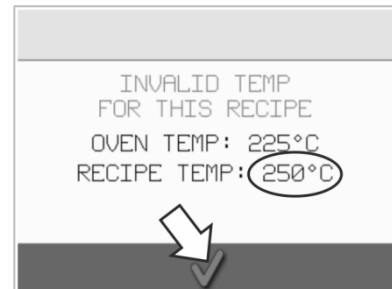 INVALID TEMP
FOR THIS RECIPE
OVEN TEMP: 225°C
RECIPE TEMP: 250°C